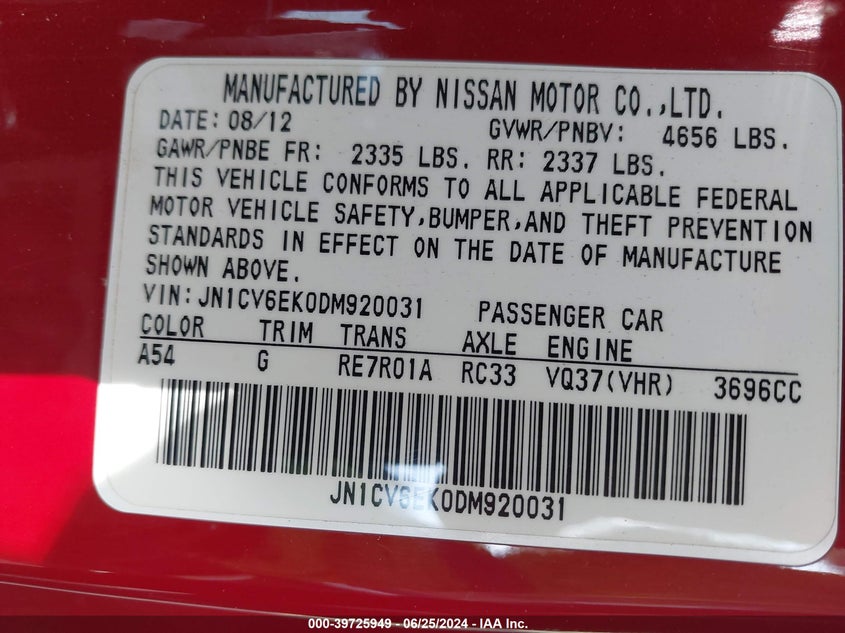 MANUFACTURED BY NISSAN MOTOR CO.,LTD.
DATE: 08/12 GVWR/PNBV: 4656 LBS.
GAWR/PNBE FR: 2335 LBS. RR: 2337 LBS.
THIS VEHICLE CONFORMS TO ALL APPLICABLE FEDERAL
MOTOR VEHICLE SAFETY,BUMPER,AND THEFT PREVENTION
STANDARDS IN EFFECT ON THE DATE OF MANUFACTURE
SHOWN ABOVE.
VIN: JN1CV6EK0DM920031 PASSENGER CAR
COLOR TRIM TRANS AXLE ENGINE
A54 G RE7R01A RC33 VQ37(VHR) 3696CC
JN1CV6EK0DM920031
000-39725949 - 06/25/2024 - IAA Inc.